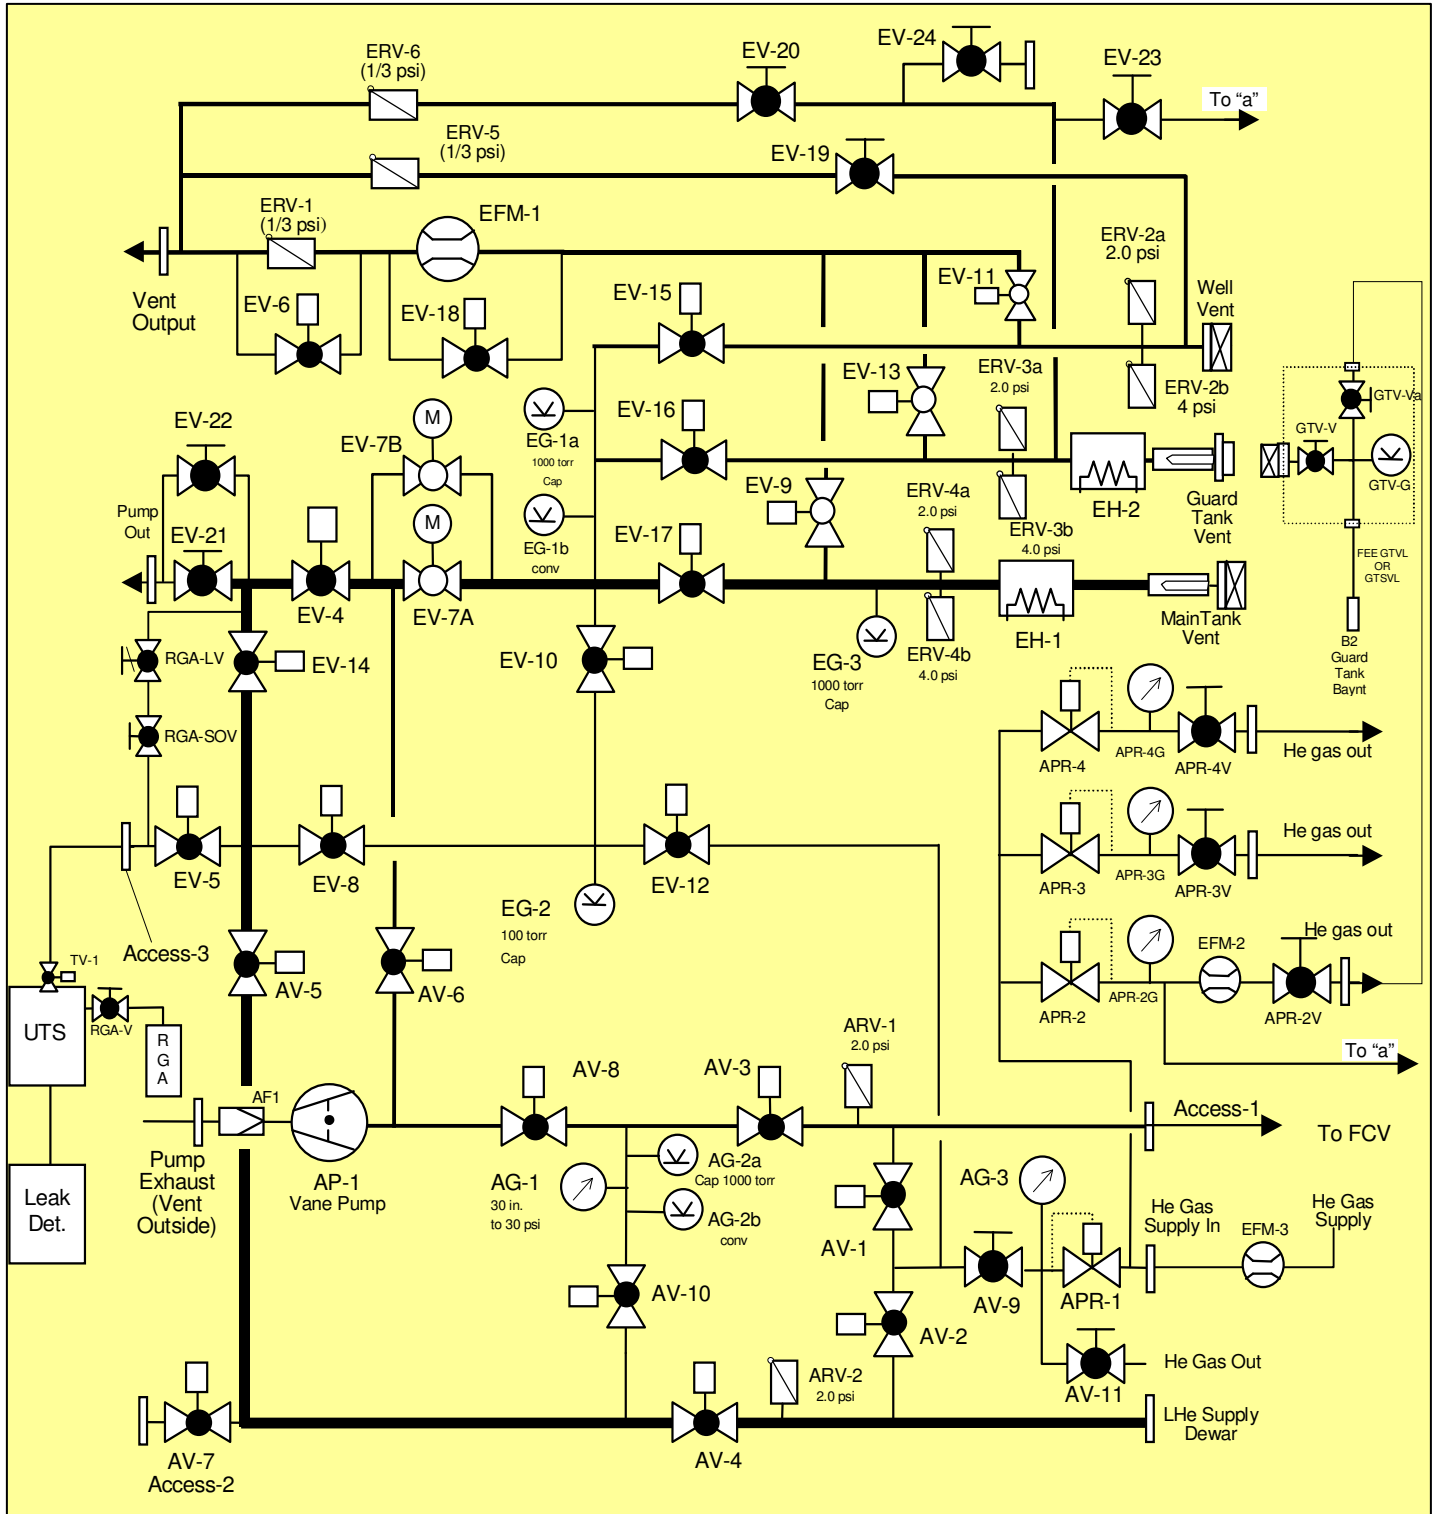 EV-24
EV-20
EV-23
ERV-6
(1/3 psi)
To “a”
ERV-5
(1/3 psi)
EV-19
ERV-1
(1/3 psi)
EFM-1
ERV-2a
2.0 psi
EV-11
Well
Vent
EV-15
Vent
Output
EV-6
EV-18
EV-13
ERV-3a
2.0 psi
ERV-2b
4 psi
GTV-Va
EV-22
EV-16
EV-7B
M
EG-1a
1000 torr
Cap
GTV-V
GTV-G
EV-9
ERV-4a
2.0 psi
EH-2
Guard
Tank
Vent
Pump
Out
EV-21
M
EG-1b
conv
EV-17
ERV-3b
4.0 psi
FEE GTVL
OR
GTSVL
EV-4
EV-7A
EH-1
MainTank
Vent
B2
Guard
Tank
Baynt
RGA-LV
EV-14
EV-10
EG-3
1000 torr
Cap
ERV-4b
4.0 psi
RGA-SOV
APR-4
APR-4G
APR-4V
He gas out
EV-5
EV-8
EV-12
He gas out
APR-3
APR-3G
APR-3V
EG-2
100 torr
Cap
Access-3
TV-1
AV-5
AV-6
He gas out
EFM-2
APR-2
APR-2G
APR-2V
UTS
RGA-V
R
G
A
ARV-1
2.0 psi
To “a”
AF1
AV-8
AV-3
Access-1
To FCV
Pump
Exhaust
(Vent
Outside)
AP-1
Vane Pump
AG-1
30 in.
to 30 psi
AG-2a
Cap 1000 torr
AG-2b
conv
AG-3
He Gas
Supply In
He Gas
Supply
EFM-3
Leak
Det.
AV-1
AV-9
APR-1
AV-10
AV-2
He Gas Out
AV-11
ARV-2
2.0 psi
LHe Supply
Dewar
AV-7
Access-2
AV-4